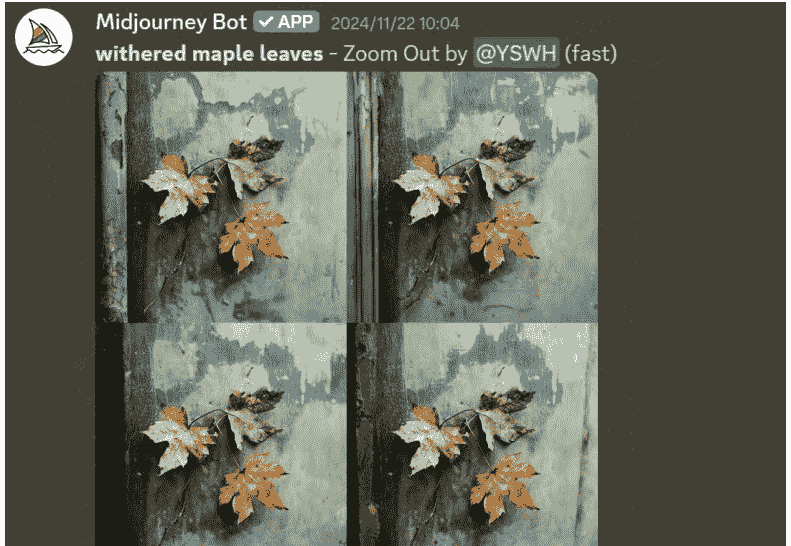 Midjourney Bot ✓ APP 2024/11/22 10:04
withered maple leaves - Zoom Out by @YSWH (fast)